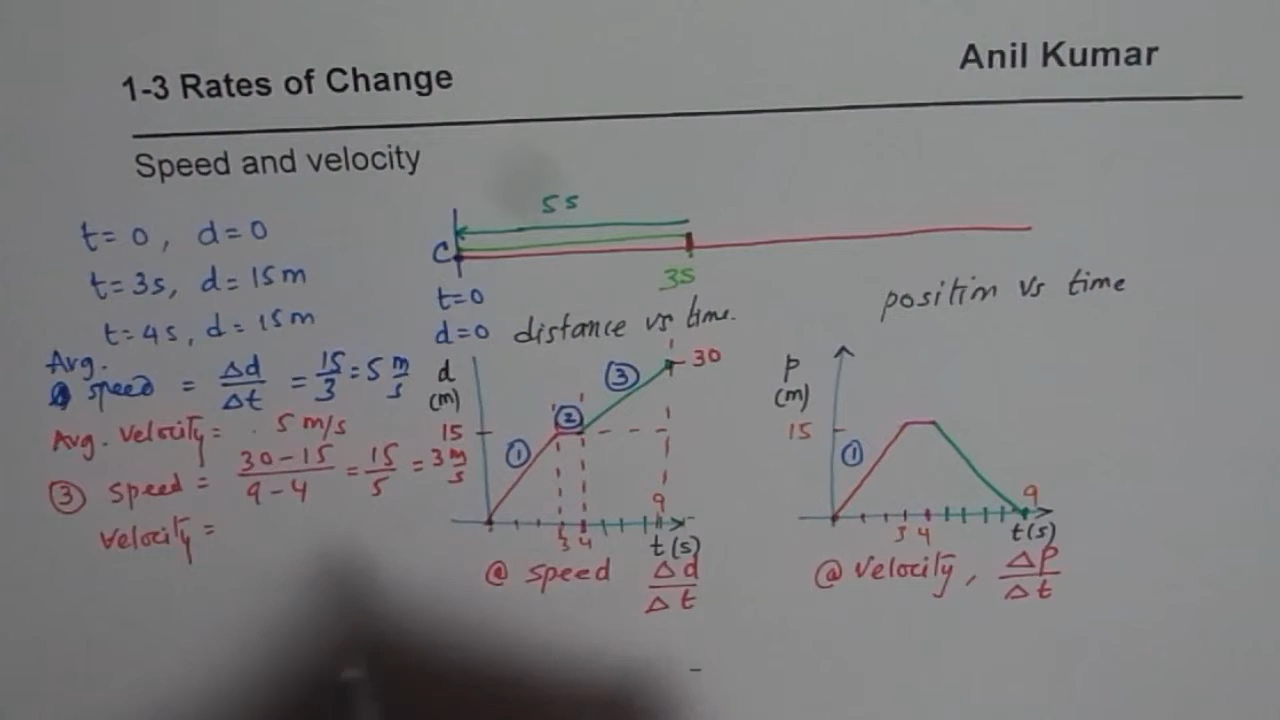 1-3 Rates of Change
Anil Kumar
Speed and velocity
t=0, d=0
t=3s, d=15m
t=4s, d=15m
Avg.
speed = Δd/Δt = 15/3 = 5 m/s
Avg. Velocity = 5 m/s
③ Speed = 30-15/9-4 = 15/5 = 3 m/s
Velocity =
5s
C
3s
t=0
d=0
distance vs time.
d
(m)
30
15
①
②
③
3 4
9
t(s)
@ speed Δd/Δt
position vs time
P
(m)
15
①
3 4
9
t(s)
@ velocity, ΔP/Δt